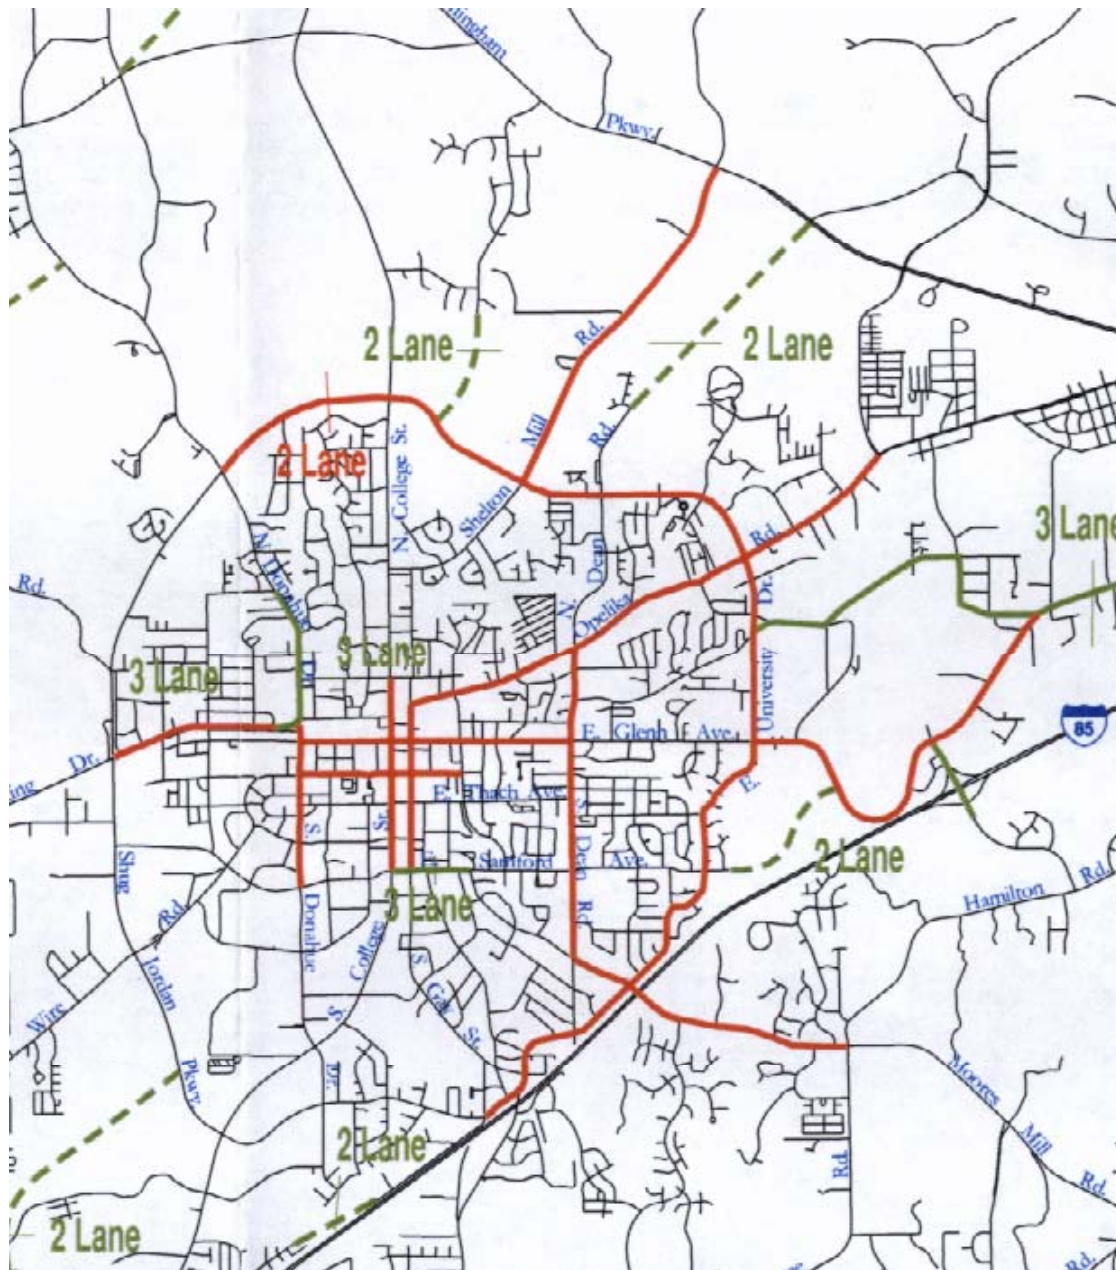 Pkwy.
2 Lane
2 Lane
Rd.
Mill
Rd.
2 Lane
N. College St.
Shelton
3 Lane
N. Donahue
Dr.
Rd.
Dean
N.
Opelika
Rd.
Dr.
3 Lane
3 Lane
University
E. Glenn Ave.
85
Dr.
E. Thach Ave.
E.
S.
St.
S.
Dean
Rd.
E. Samford Ave.
2 Lane
Shug
Jordan
Pkwy.
Rd.
Wire
3 Lane
Donahue
College
S.
S.
Gay
St.
Hamilton
Rd.
Dr.
Moores
Mill
Rd.
Rd.
2 Lane
2 Lane
Rd.